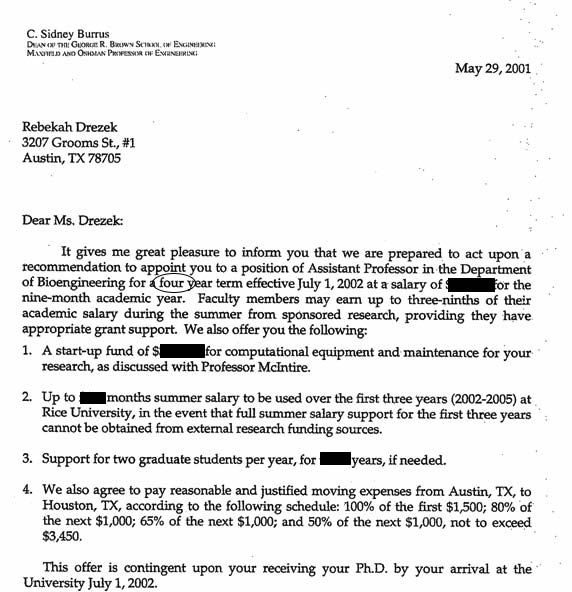 C. Sidney Burrus
Dean of the George R. Brown School of Engineering
Maxfield and Oshman Professor of Engineering
May 29, 2001
Rebekah Drezek
3207 Grooms St., #1
Austin, TX 78705
Dear Ms. Drezek:
It gives me great pleasure to inform you that we are prepared to act upon a
recommendation to appoint you to a position of Assistant Professor in the Department
of Bioengineering for a four year term effective July 1, 2002 at a salary of $ for the
nine-month academic year. Faculty members may earn up to three-ninths of their
academic salary during the summer from sponsored research, providing they have
appropriate grant support. We also offer you the following:
1. A start-up fund of $ for computational equipment and maintenance for your
research, as discussed with Professor McIntire.
2. Up to months summer salary to be used over the first three years (2002-2005) at
Rice University, in the event that full summer salary support for the first three years
cannot be obtained from external research funding sources.
3. Support for two graduate students per year, for years, if needed.
4. We also agree to pay reasonable and justified moving expenses from Austin, TX, to
Houston, TX, according to the following schedule: 100% of the first $1,500; 80% of
the next $1,000; 65% of the next $1,000; and 50% of the next $1,000, not to exceed
$3,450.
This offer is contingent upon your receiving your Ph.D. by your arrival at the
University July 1, 2002.